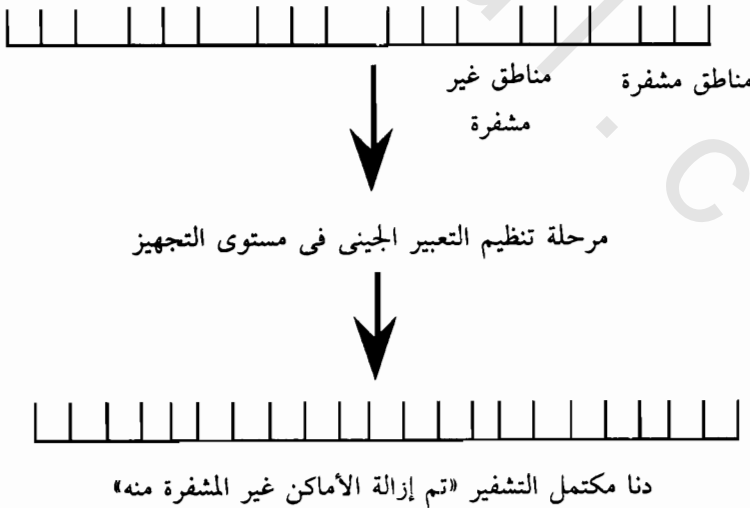 مناطق مشفرة    مناطق غير
مشفرة
مرحلة تنظيم التعبير الجينى فى مستوى التجهيز
دنا مكتمل التشفير «تم إزالة الأماكن غير المشفرة منه»